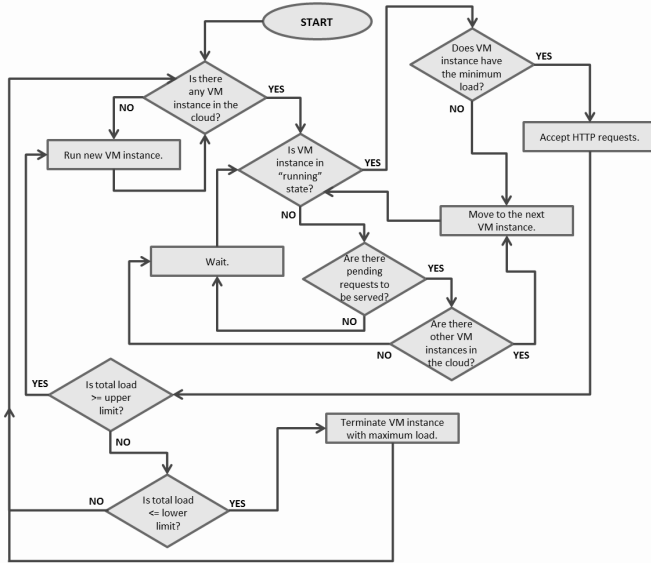 START
Does VM
instance have
the minimum
load?
YES
NO
Is there
any VM
instance in the
cloud?
YES
NO
Accept HTTP requests.
Run new VM instance.
Is VM
instance in
“running”
state?
YES
NO
Move to the next
VM instance.
Wait.
Are there
pending
requests to
be served?
YES
NO
Are there
other VM
instances in
the cloud?
NO
YES
Is total load
>= upper
limit?
YES
NO
Terminate VM instance
with maximum load.
Is total load
<= lower
limit?
NO
YES